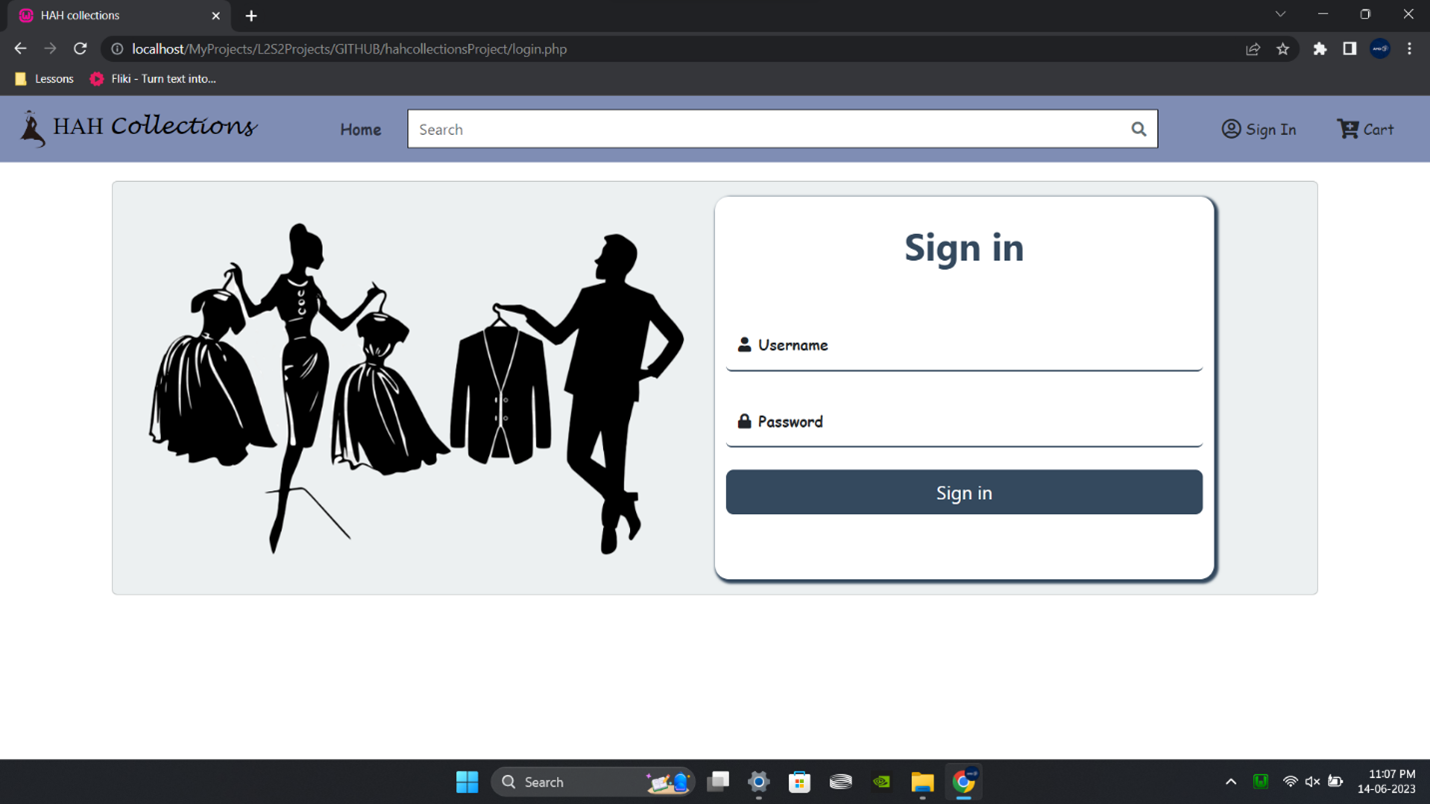 HAH collections
localhost/MyProjects/L2S2Projects/GITHUB/hahcollectionsProject/login.php
Lessons
Fliki - Turn text into...
HAH Collections
Home
Search
Sign In
Cart
Sign in
Username
Password
Sign in
Search
11:07 PM
14-06-2023